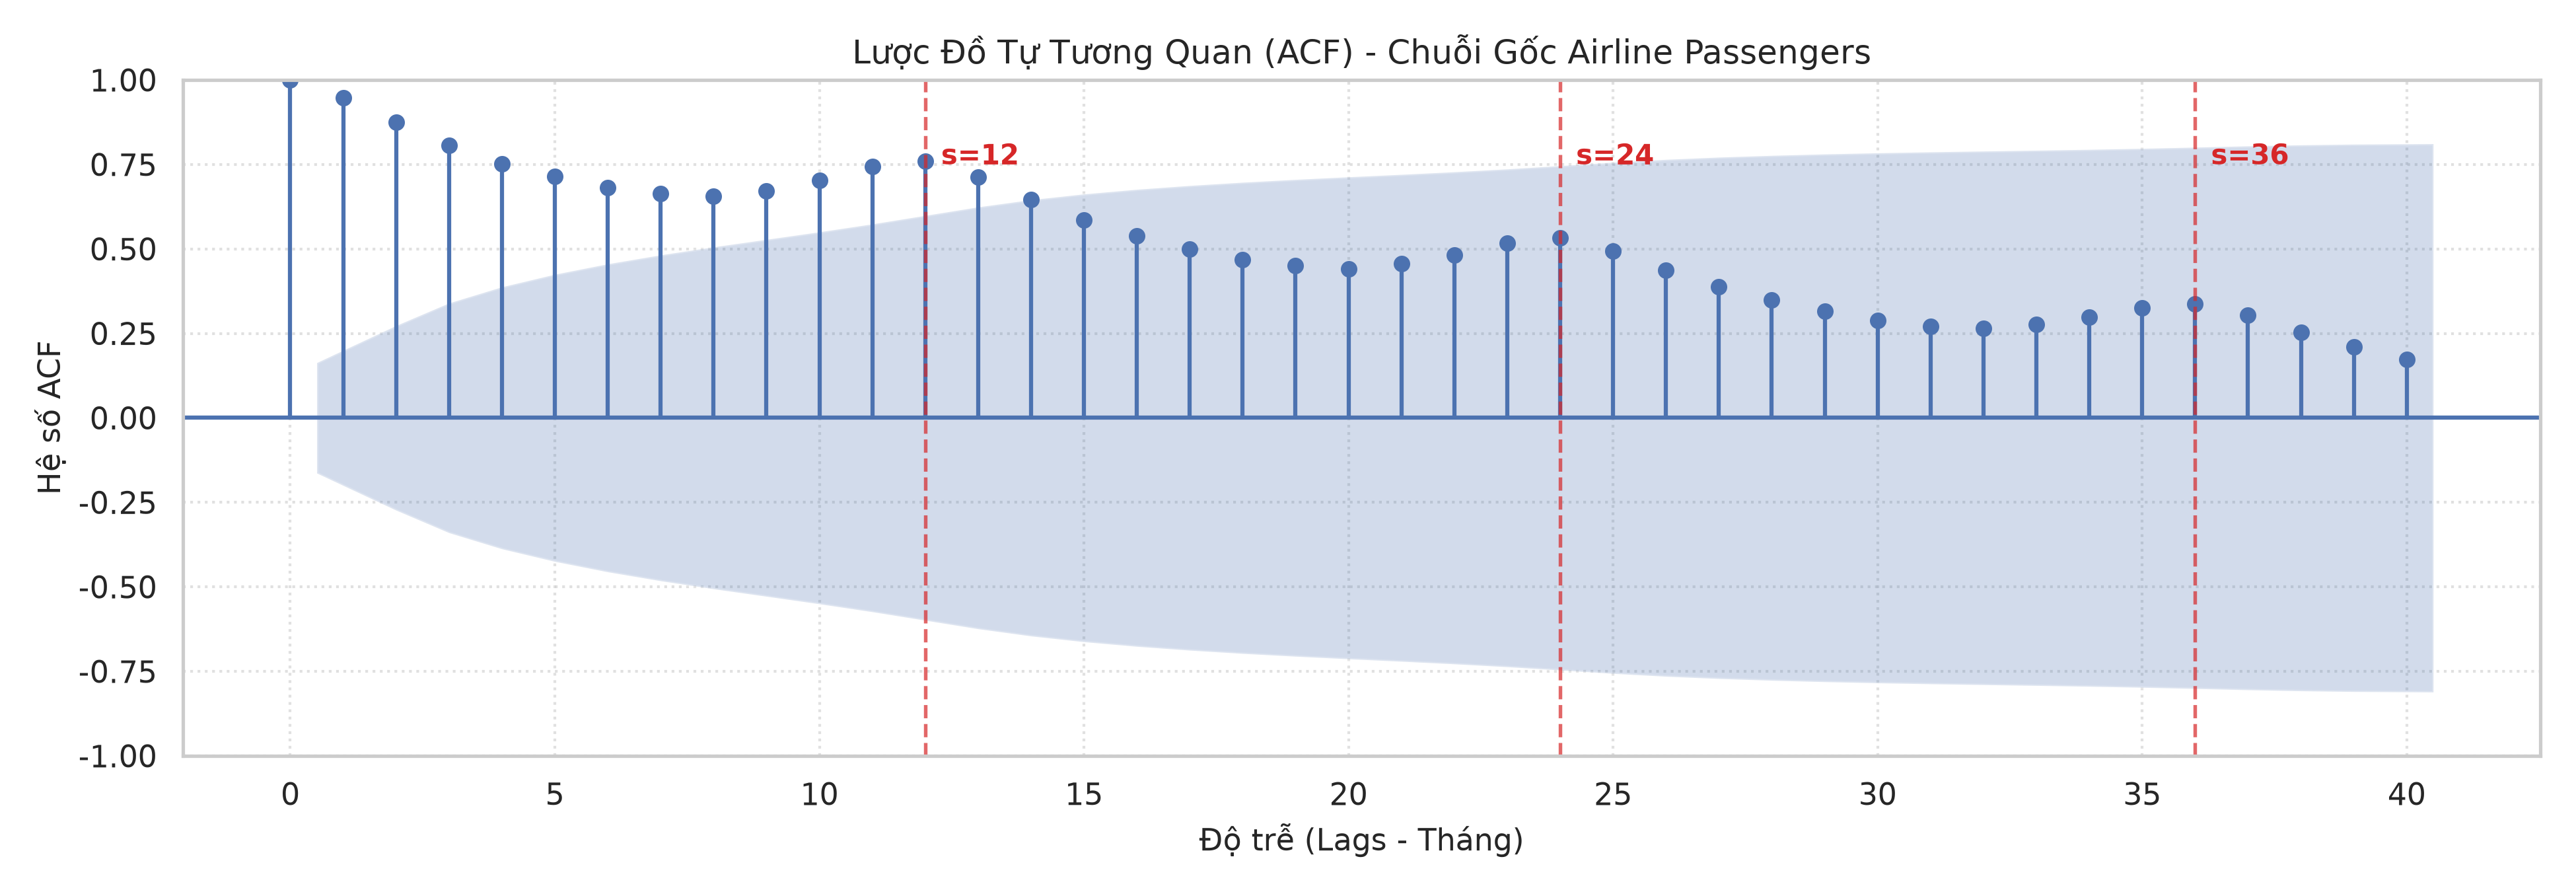 Lược Đồ Tự Tương Quan (ACF) - Chuỗi Gốc Airline Passengers
Hệ số ACF
1.00
0.75
0.50
0.25
0.00
-0.25
-0.50
-0.75
-1.00
s=12
s=24
s=36
0 5 10 15 20 25 30 35 40
Độ trễ (Lags - Tháng)